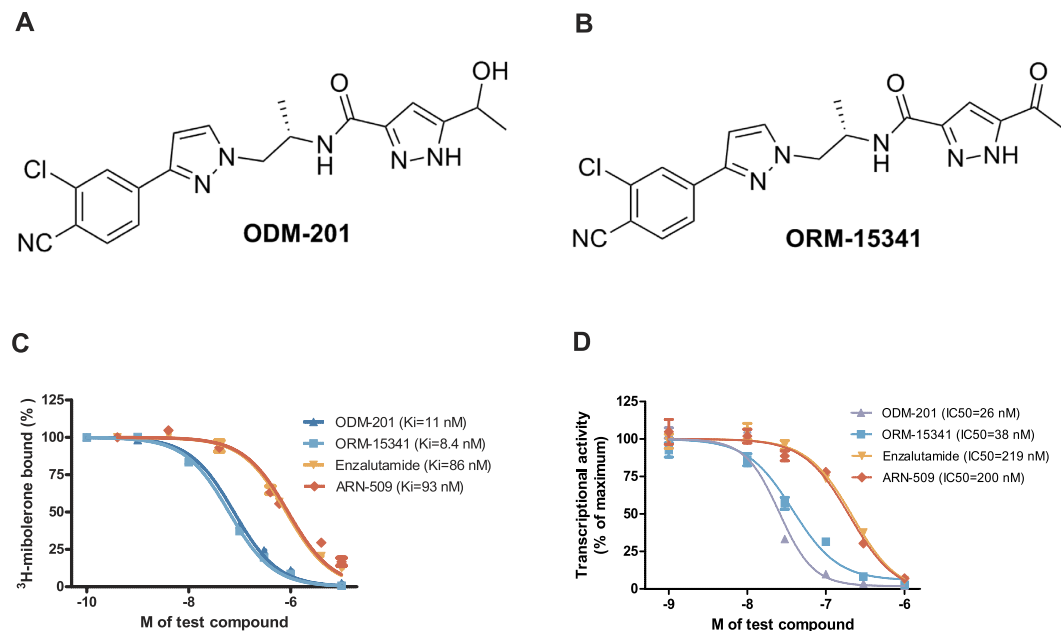 A
OH
O
N
H
N
NH
N
N
Cl
NC
ODM-201
B
O
O
N
H
N
NH
N
N
Cl
NC
ORM-15341
C
3H-mibolerone bound (%)
125
100
75
50
25
0
-10
-8
-6
M of test compound
ODM-201 (Ki=11 nM)
ORM-15341 (Ki=8.4 nM)
Enzalutamide (Ki=86 nM)
ARN-509 (Ki=93 nM)
D
Transcriptional activity
(% of maximum)
125
100
75
50
25
0
-9
-8
-7
-6
M of test compound
ODM-201 (IC50=26 nM)
ORM-15341 (IC50=38 nM)
Enzalutamide (IC50=219 nM)
ARN-509 (IC50=200 nM)